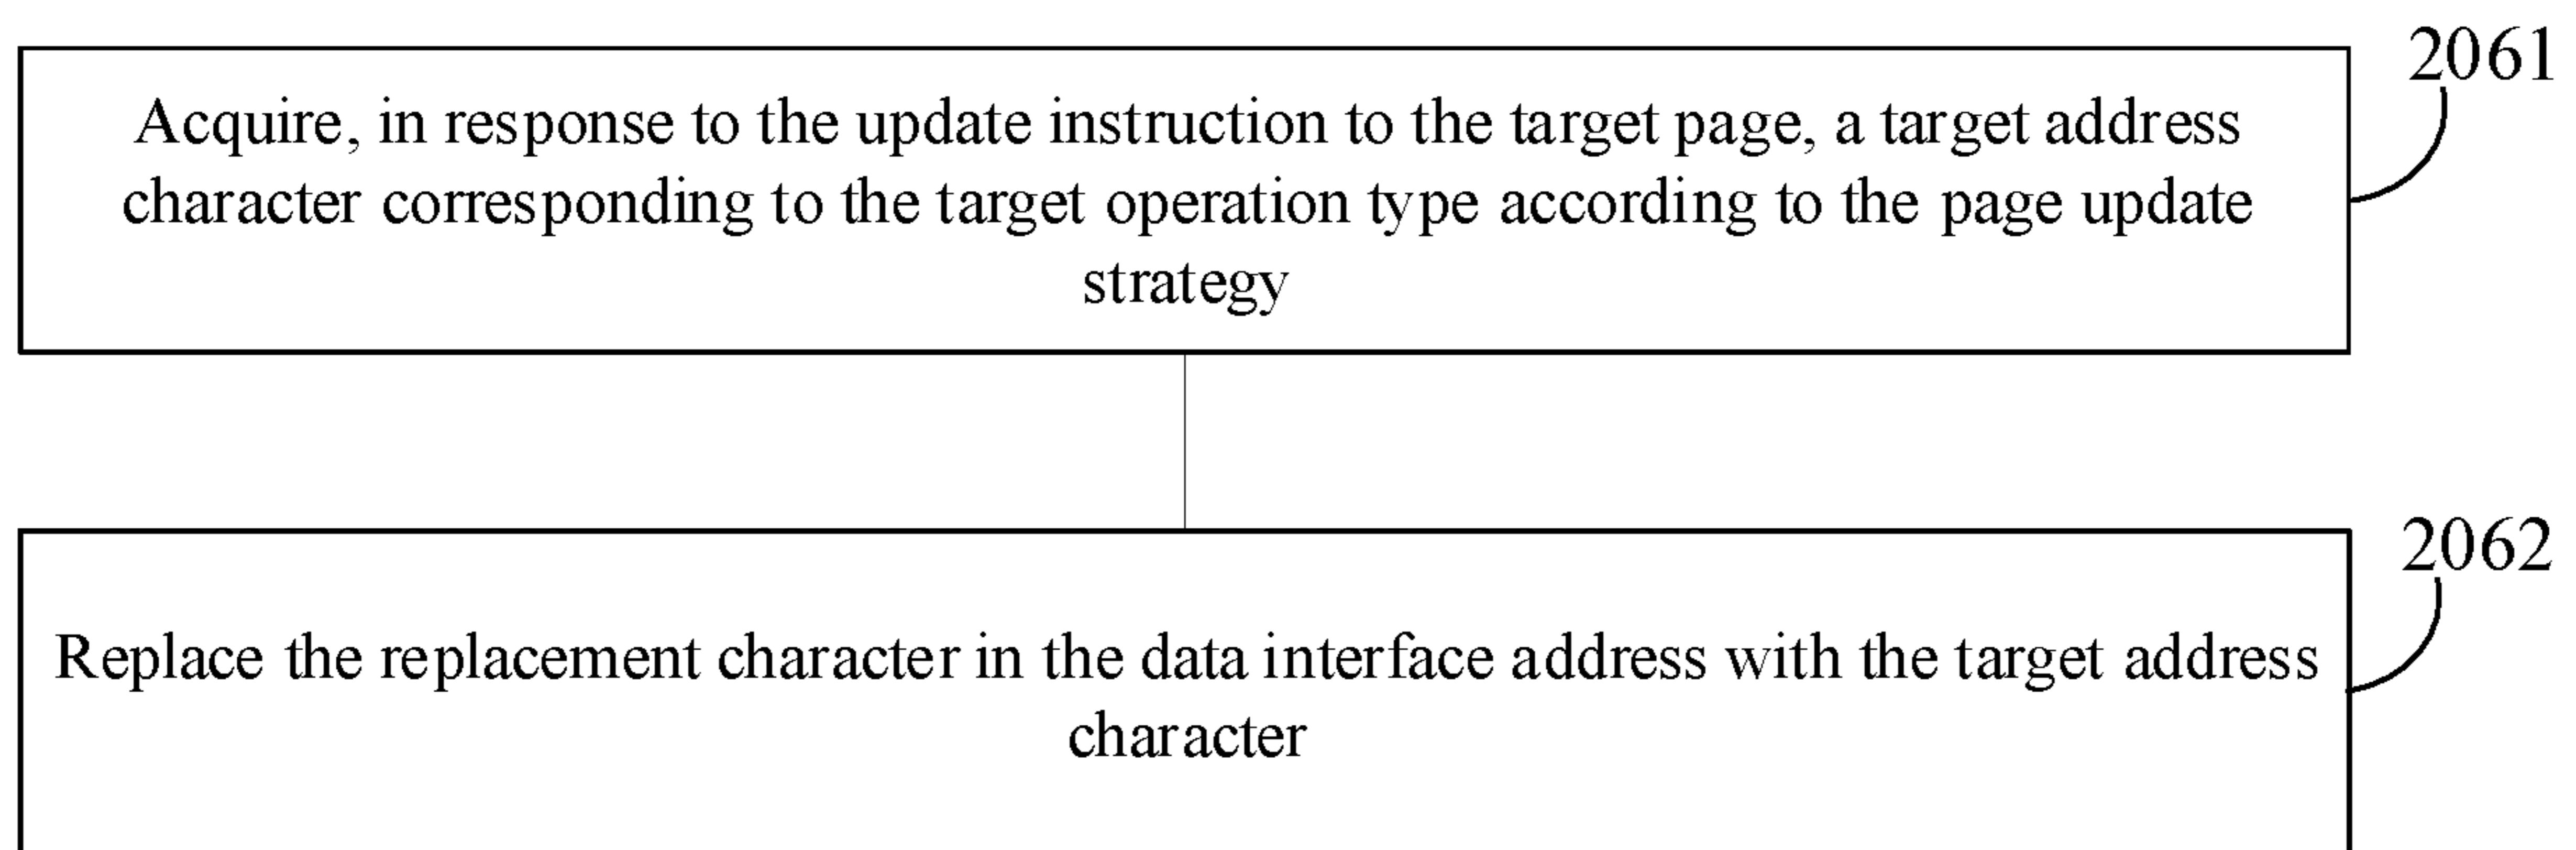 2061
Acquire, in response to the update instruction to the target page, a target address
character corresponding to the target operation type according to the page update
strategy
2062
Replace the replacement character in the data interface address with the target address
character